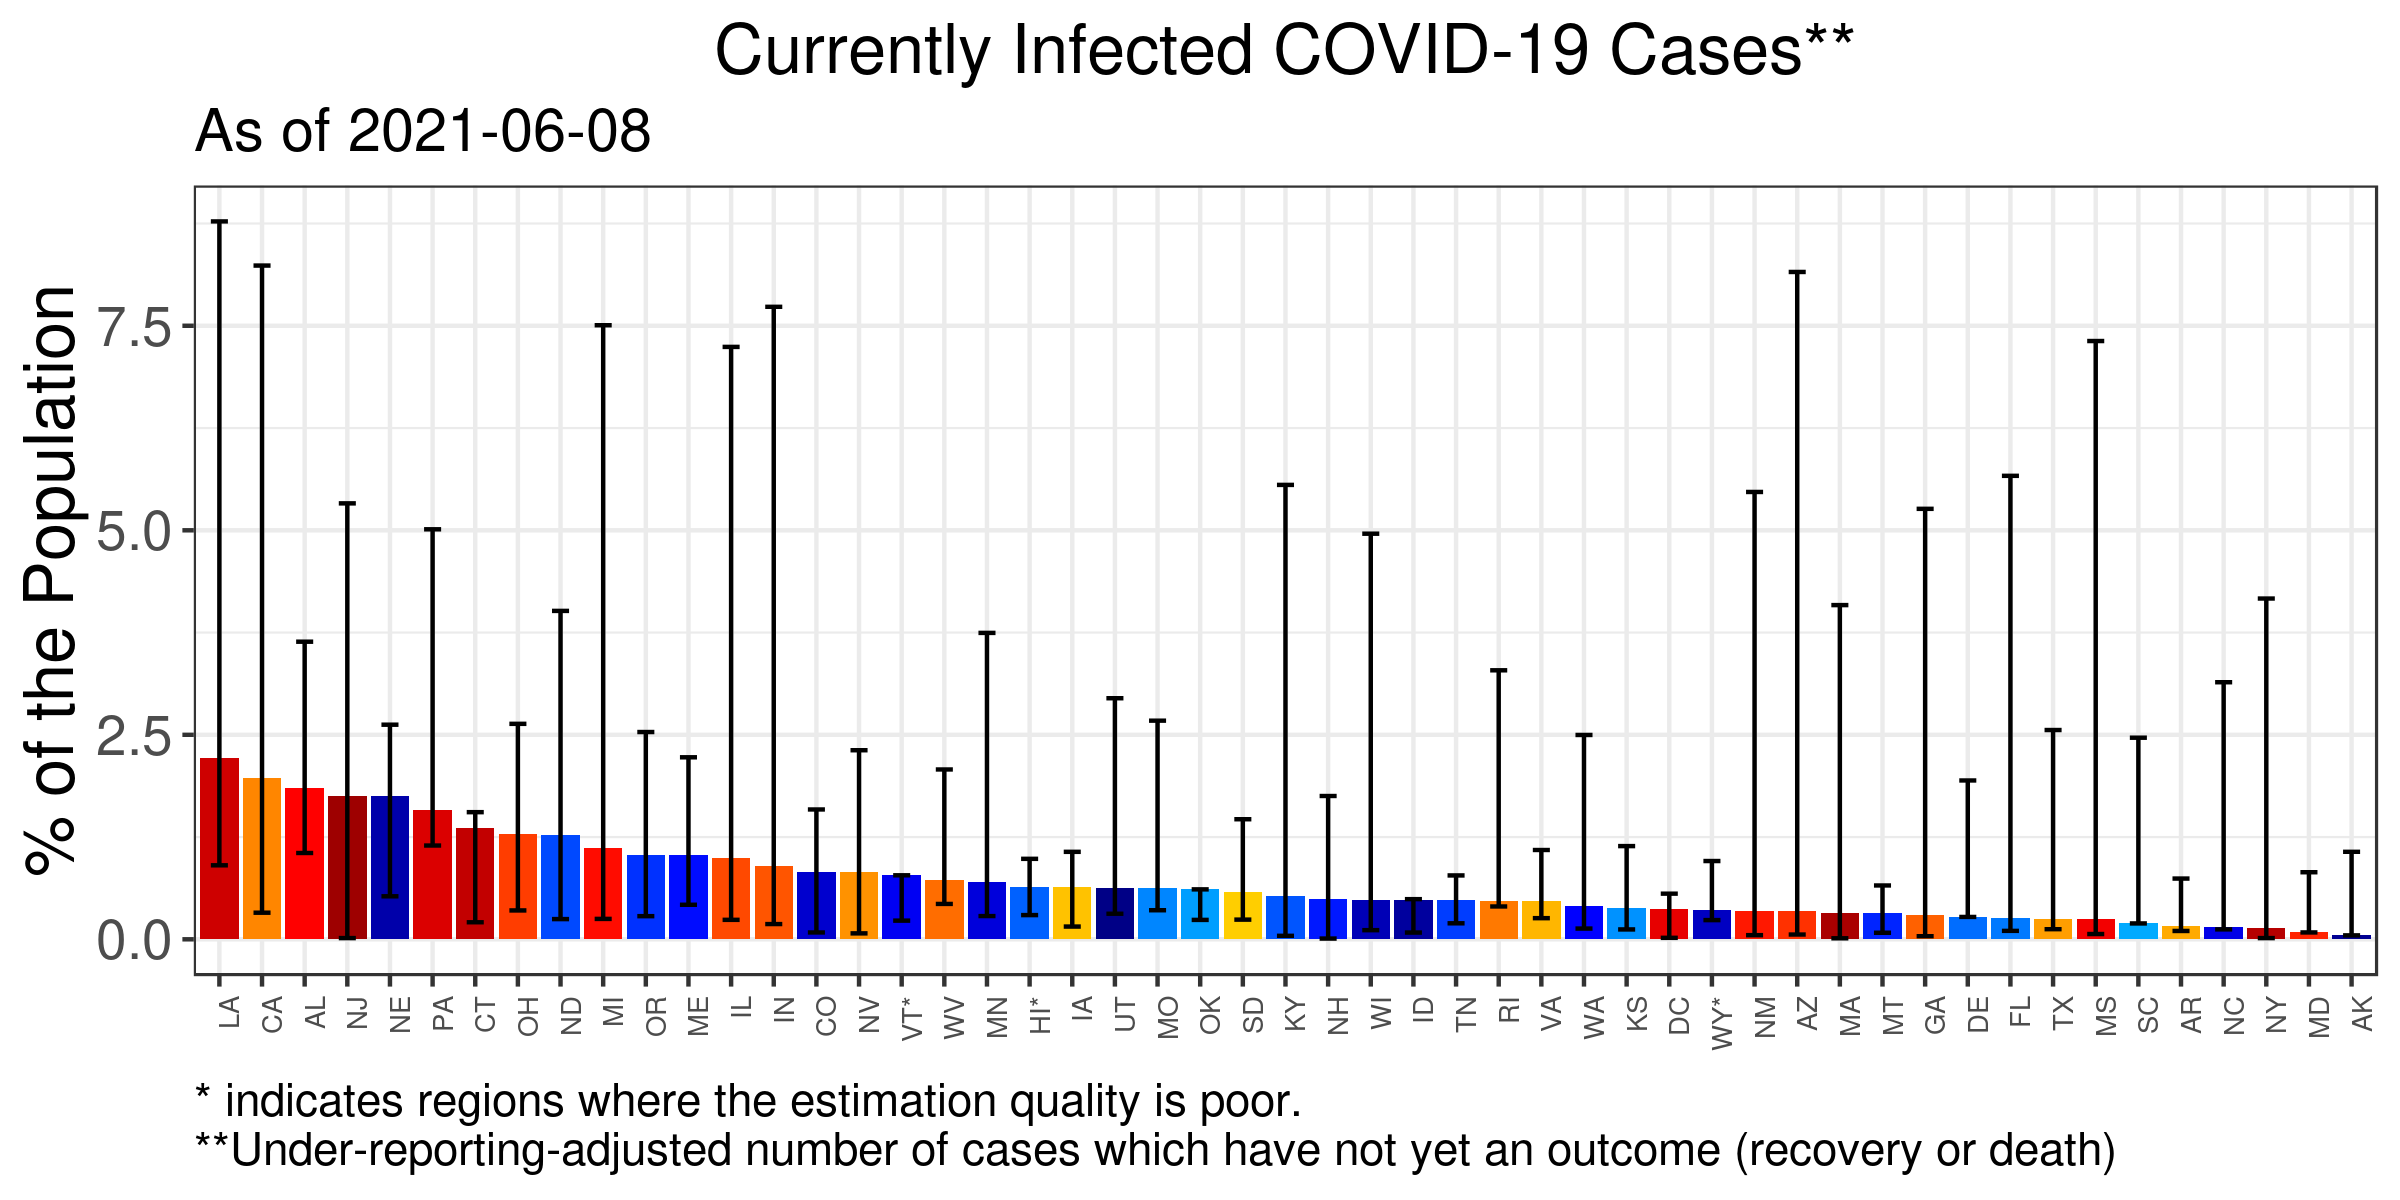 Currently Infected COVID-19 Cases**
As of 2021-06-08
% of the Population
7.5
5.0
2.5
0.0
LA CA AL NJ NE PA CT OH ND MI OR ME IL IN CO NV VT* WV MN HI* IA UT MO OK SD KY NH WI ID TN RI VA WA KS DC WY* NM AZ MA MT GA DE FL TX MS SC AR NC NY MD AK
* indicates regions where the estimation quality is poor.
**Under-reporting-adjusted number of cases which have not yet an outcome (recovery or death)